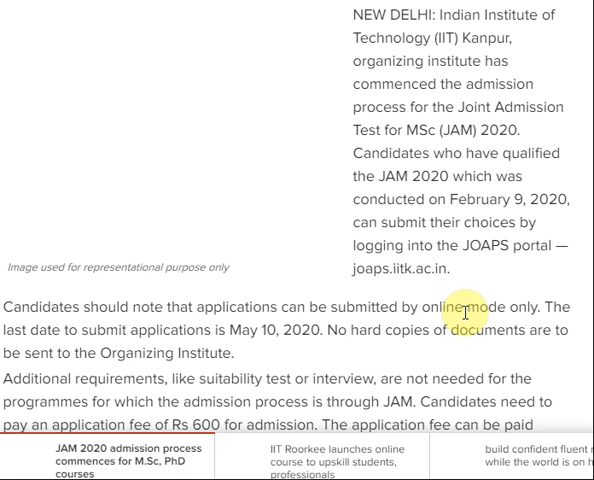 NEW DELHI: Indian Institute of
Technology (IIT) Kanpur,
organizing institute has
commenced the admission
process for the Joint Admission
Test for MSc (JAM) 2020.
Candidates who have qualified
the JAM 2020 which was
conducted on February 9, 2020,
can submit their choices by
logging into the JOAPS portal —
joaps.iitk.ac.in.
Image used for representational purpose only
Candidates should note that applications can be submitted by online mode only. The
last date to submit applications is May 10, 2020. No hard copies of documents are to
be sent to the Organizing Institute.
Additional requirements, like suitability test or interview, are not needed for the
programmes for which the admission process is through JAM. Candidates need to
pay an application fee of Rs 600 for admission. The application fee can be paid
JAM 2020 admission process
commences for M.Sc, PhD
courses
IIT Roorkee launches online
course to upskill students,
professionals
build confident fluent
while the world is on